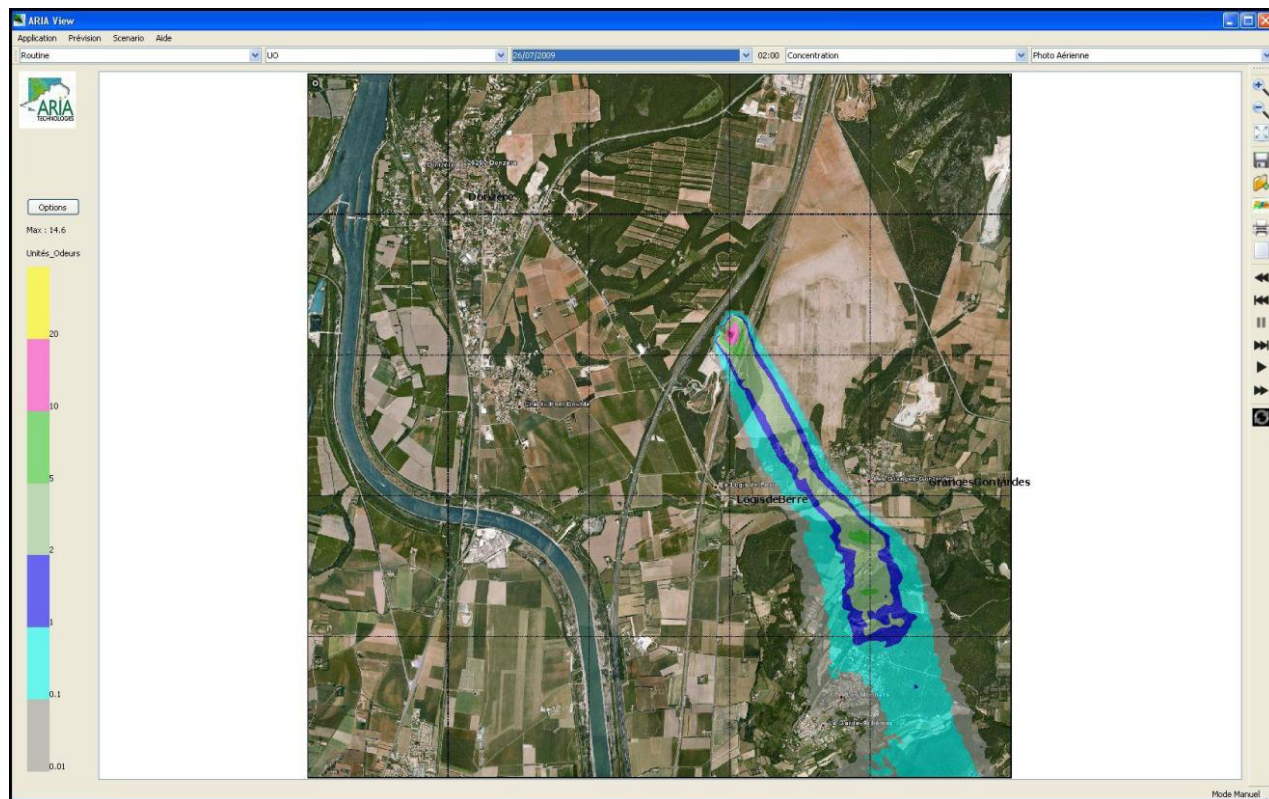 ARIA View
Application Prévision Scenario Aide
Routine UO 26/07/2009 02:00 Concentration Photo Aérienne
ARIA
TECHNOLOGIES
Options
Max : 14.6
Unités_Odeurs
20
10
5
2
1
0.1
0.01
Donzère
GrangesGontardes
LogisdeBerre
Mode Manuel